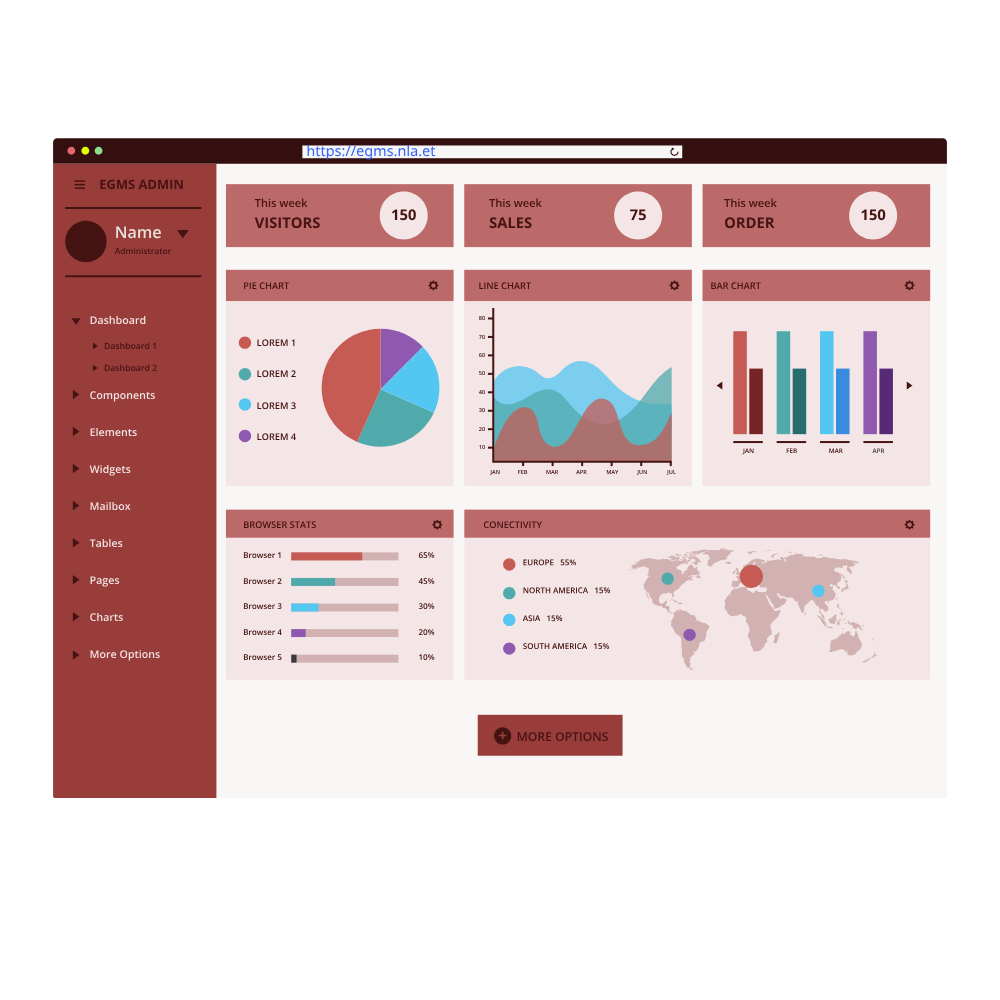 https://egms.nla.et
EGMS ADMIN
Name
Administrator
Dashboard
Dashboard 1
Dashboard 2
Components
Elements
Widgets
Mailbox
Tables
Pages
Charts
More Options
This week
VISITORS
150
This week
SALES
75
This week
ORDER
150
PIE CHART
LOREM 1
LOREM 2
LOREM 3
LOREM 4
LINE CHART
80
70
60
50
40
30
20
10
JAN FEB MAR APR MAY JUN JUL
BAR CHART
JAN FEB MAR APR
BROWSER STATS
Browser 1 65%
Browser 2 45%
Browser 3 30%
Browser 4 20%
Browser 5 10%
CONECTIVITY
EUROPE 55%
NORTH AMERICA 15%
ASIA 15%
SOUTH AMERICA 15%
MORE OPTIONS